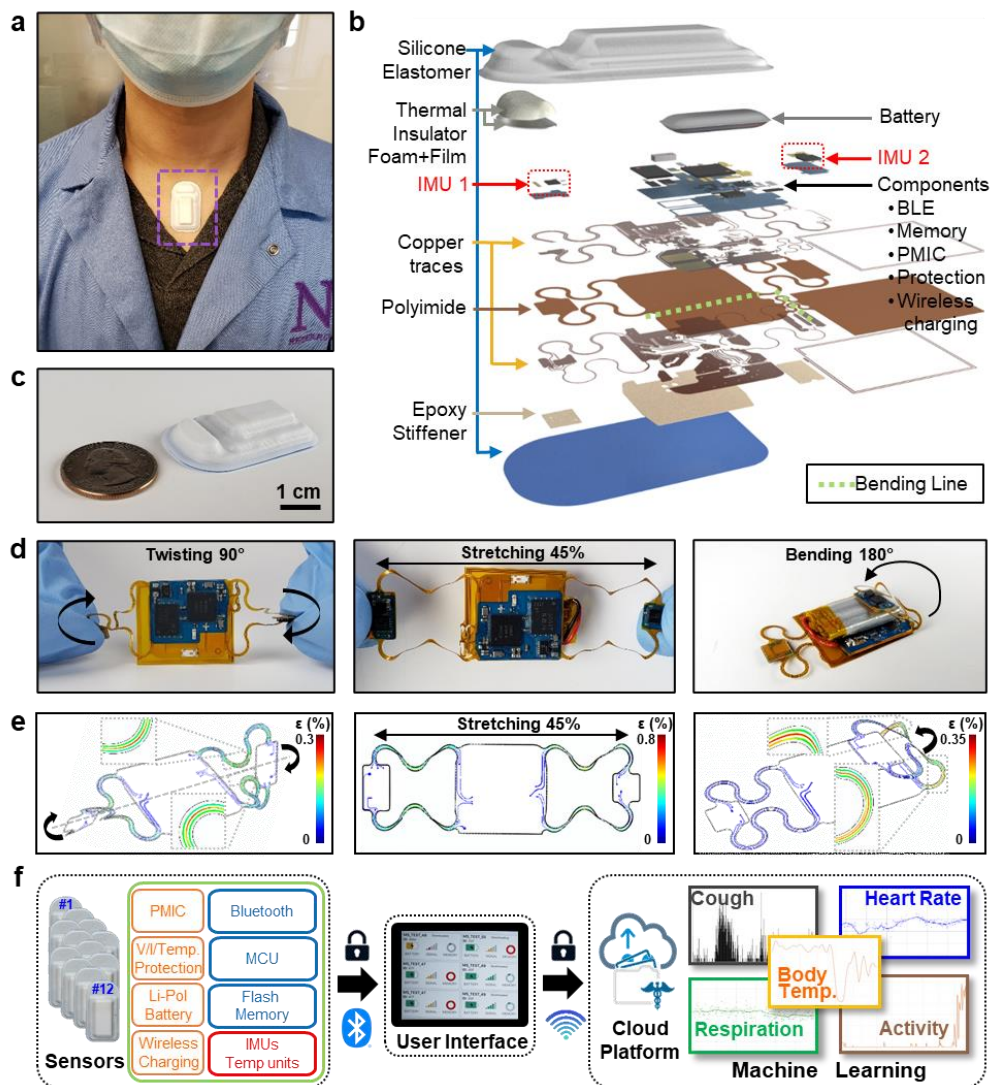 a
b
Silicone
Elastomer
Thermal
Insulator
Foam+Film
Battery
IMU 1
IMU 2
Components
• BLE
• Memory
• PMIC
• Protection
• Wireless
charging
Copper
traces
Polyimide
Epoxy
Stiffener
Bending Line
N
c
1 cm
d
Twisting 90°
Stretching 45%
Bending 180°
e
ε (%)
0.3
0
Stretching 45%
ε (%)
0.8
0
ε (%)
0.35
0
f
#1
#12
Sensors
PMIC
Bluetooth
V/I/Temp.
Protection
MCU
Li-Pol
Battery
Flash
Memory
Wireless
Charging
IMUs
Temp units
User Interface
Cloud
Platform
Cough
Heart Rate
Body
Temp.
Respiration
Activity
Machine Learning